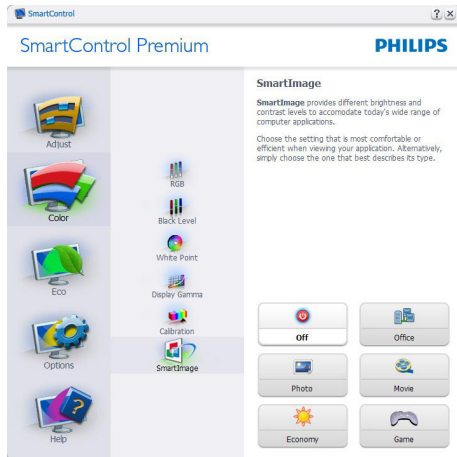 SmartControl
? ×
SmartControl Premium
PHILIPS
Adjust
Color
Eco
Options
Help
RGB
Black Level
White Point
Display Gamma
Calibration
SmartImage
SmartImage
SmartImage provides different brightness and
contrast levels to accomodate today's wide range of
computer applications.
Choose the setting that is most comfortable or
efficient when viewing your application. Alternatively,
simply choose the one that best describes its type.
Off
Office
Photo
Movie
Economy
Game